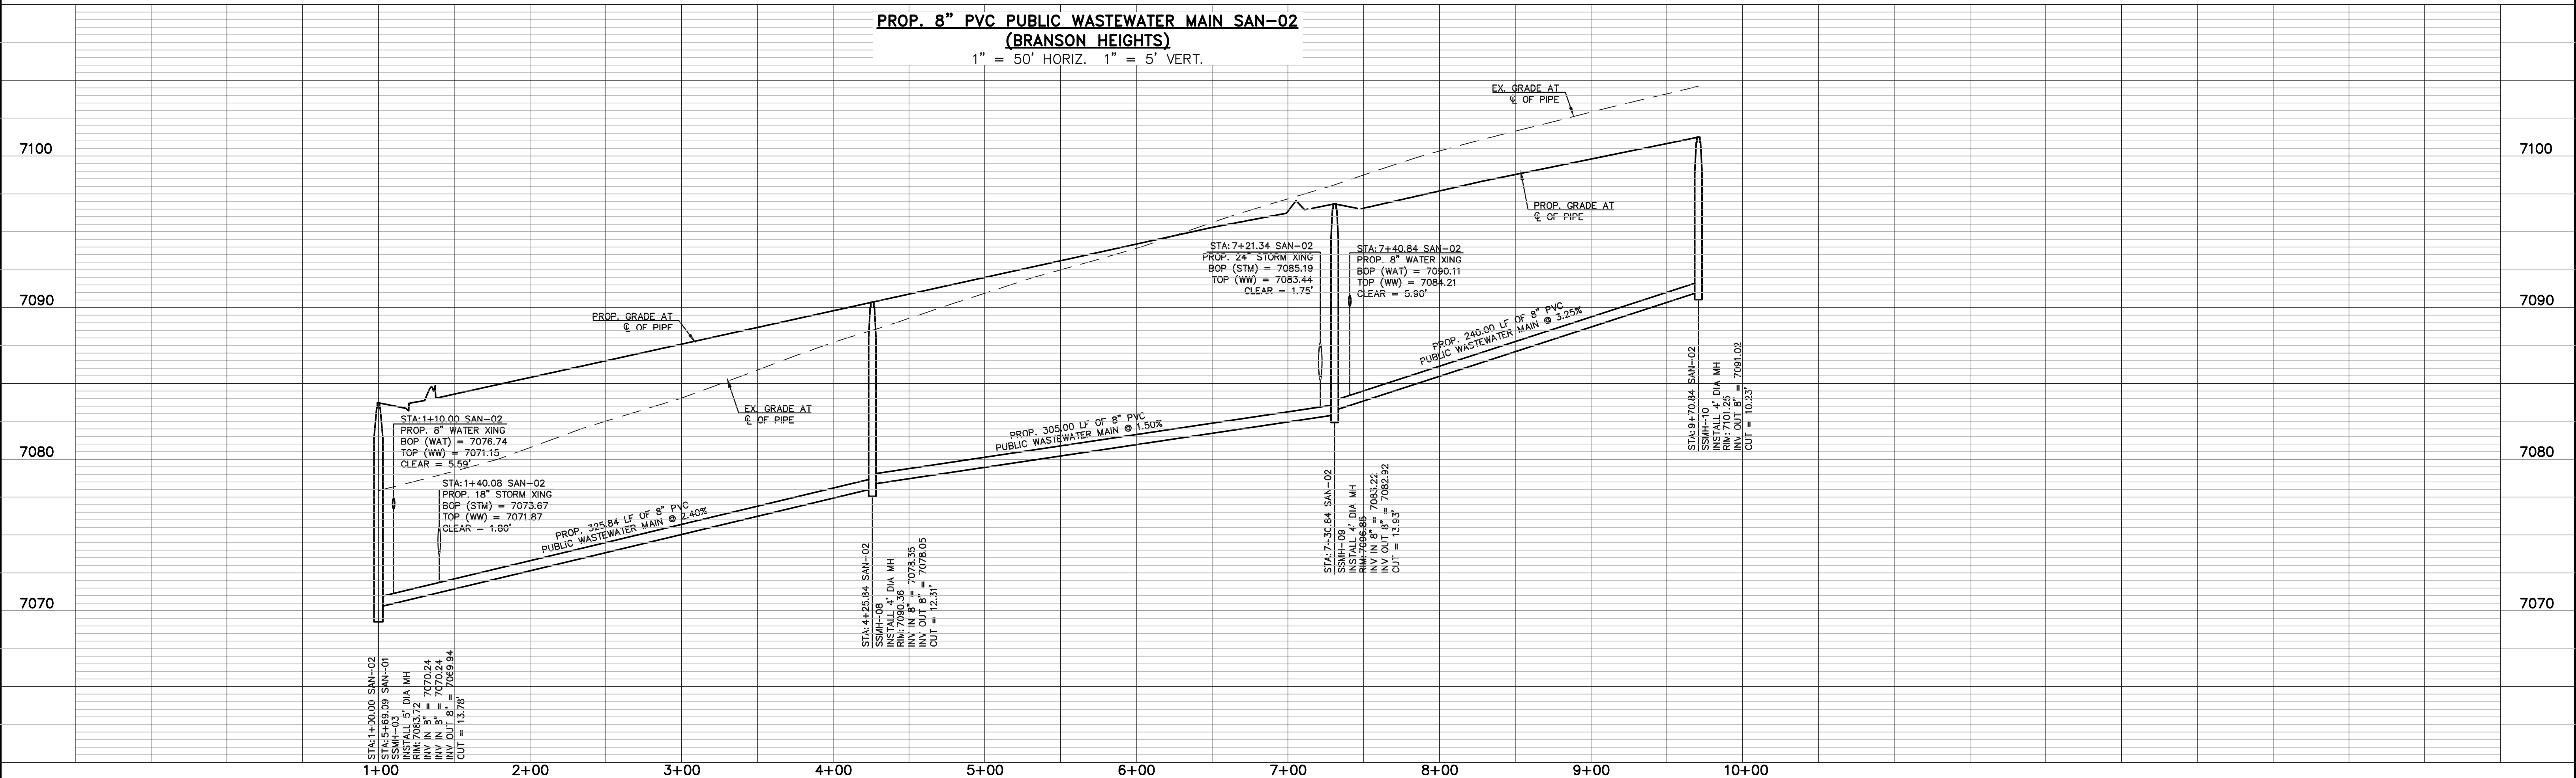 PROP. 8" PVC PUBLIC WASTEWATER MAIN SAN-02
(BRANSON HEIGHTS)
1" = 50' HORIZ. 1" = 5' VERT.
7100
7090
7080
7070
7100
7090
7080
7070
STA:1+10.00 SAN-02
PROP. 8" WATER XING
BOP (WAT) = 7076.74
TOP (WW) = 7071.15
CLEAR = 5.59'
STA:1+40.08 SAN-02
PROP. 18" STORM XING
BOP (STM) = 7073.67
TOP (WW) = 7071.87
CLEAR = 1.80'
PROP. GRADE AT
℄ OF PIPE
EX. GRADE AT
℄ OF PIPE
PROP. 325.84 LF OF 8" PVC
PUBLIC WASTEWATER MAIN @ 2.40%
PROP. 305.00 LF OF 8" PVC
PUBLIC WASTEWATER MAIN @ 1.50%
STA:7+21.34 SAN-02
PROP. 24" STORM XING
BOP (STM) = 7085.19
TOP (WW) = 7083.44
CLEAR = 1.75'
STA:7+40.84 SAN-02
PROP. 8" WATER XING
BOP (WAT) = 7090.11
TOP (WW) = 7084.21
CLEAR = 5.90'
EX. GRADE AT
℄ OF PIPE
PROP. GRADE AT
℄ OF PIPE
PROP. 240.00 LF OF 8" PVC
PUBLIC WASTEWATER MAIN @ 3.25%
STA:1+00.00 SAN-02
STA:5+69.09 SAN-01
SSMH-03
INSTALL 5' DIA MH
RIM:7083.72
INV IN 8" = 7070.24
INV IN 8" = 7070.24
INV OUT 8" = 7069.94
CUT = 13.78'
STA:4+25.84 SAN-02
SSMH-08
INSTALL 4' DIA MH
RIM:7090.36
INV IN 8" = 7078.35
INV OUT 8" = 7078.05
CUT = 12.31'
STA:7+30.84 SAN-02
SSMH-09
INSTALL 4' DIA MH
RIM:7096.85
INV IN 8" = 7083.22
INV OUT 8" = 7082.92
CUT = 13.93'
STA:9+70.84 SAN-02
SSMH-10
INSTALL 4' DIA MH
RIM:7101.25
INV OUT 8" = 7091.02
CUT = 10.23'
1+00
2+00
3+00
4+00
5+00
6+00
7+00
8+00
9+00
10+00